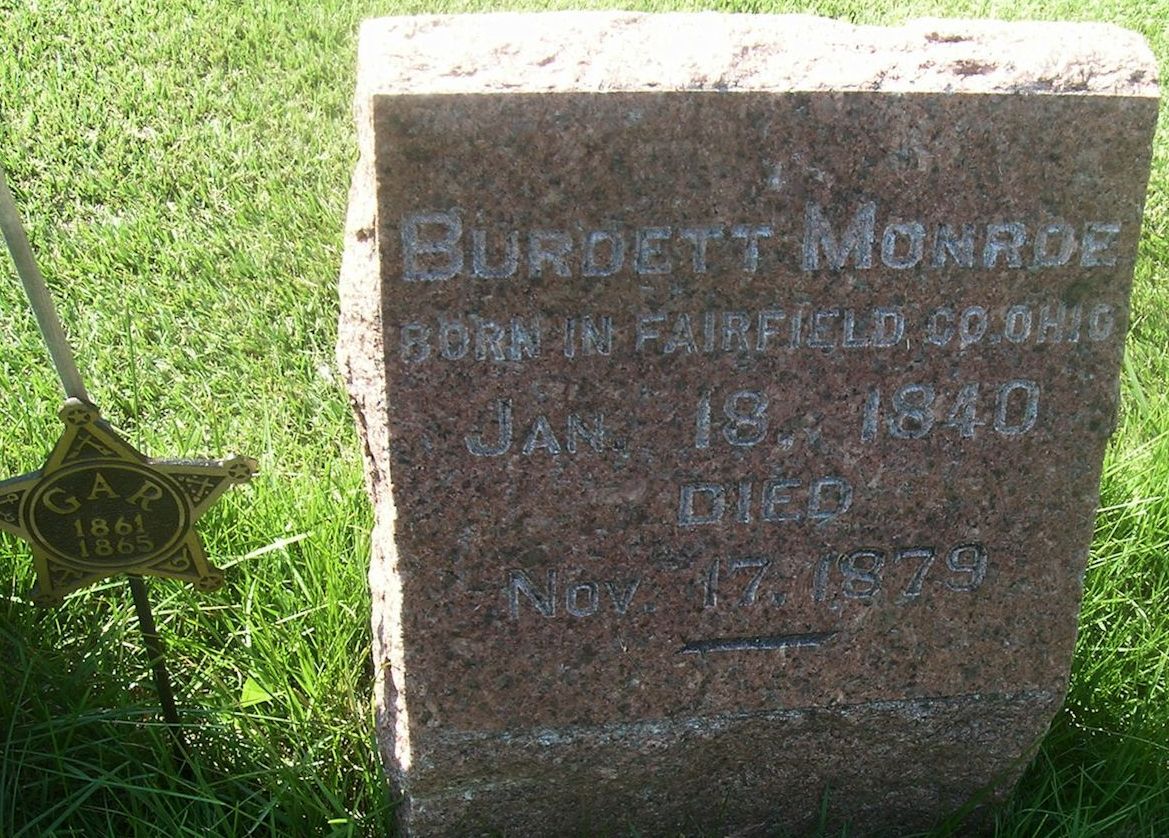 BURDETT MONROE
BORN IN FAIRFIELD CO. OHIO
JAN. 18. 1840
DIED
NOV. 17. 1879
GAR
1861
1865